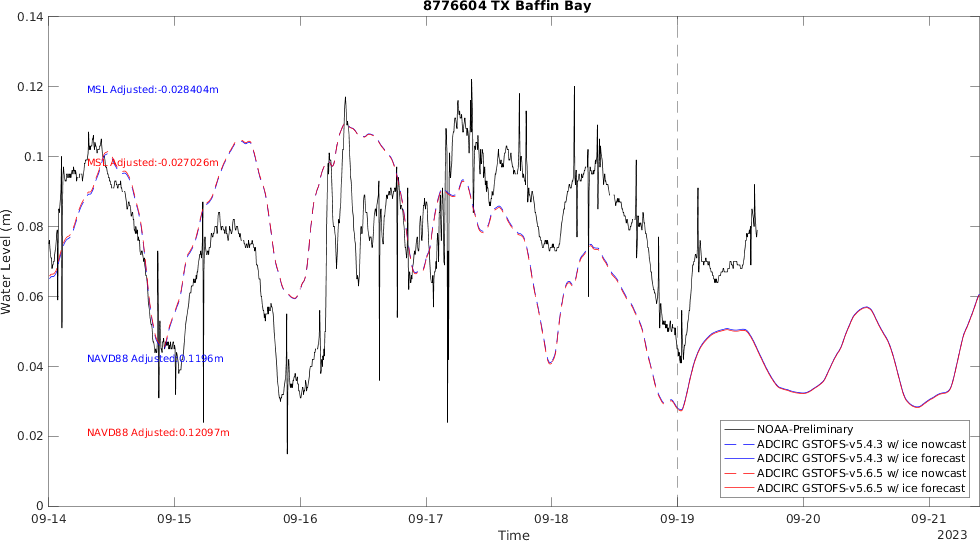 8776604 TX Baffin Bay
0.14
0.12
0.1
0.08
0.06
0.04
0.02
0
Water Level (m)
MSL Adjusted:-0.028404m
MSL Adjusted:-0.027026m
NAVD88 Adjusted:0.1196m
NAVD88 Adjusted:0.12097m
NOAA-Preliminary
ADCIRC GSTOFS-v5.4.3 w/ ice nowcast
ADCIRC GSTOFS-v5.4.3 w/ ice forecast
ADCIRC GSTOFS-v5.6.5 w/ ice nowcast
ADCIRC GSTOFS-v5.6.5 w/ ice forecast
09-14 09-15 09-16 09-17 09-18 09-19 09-20 09-21
Time
2023